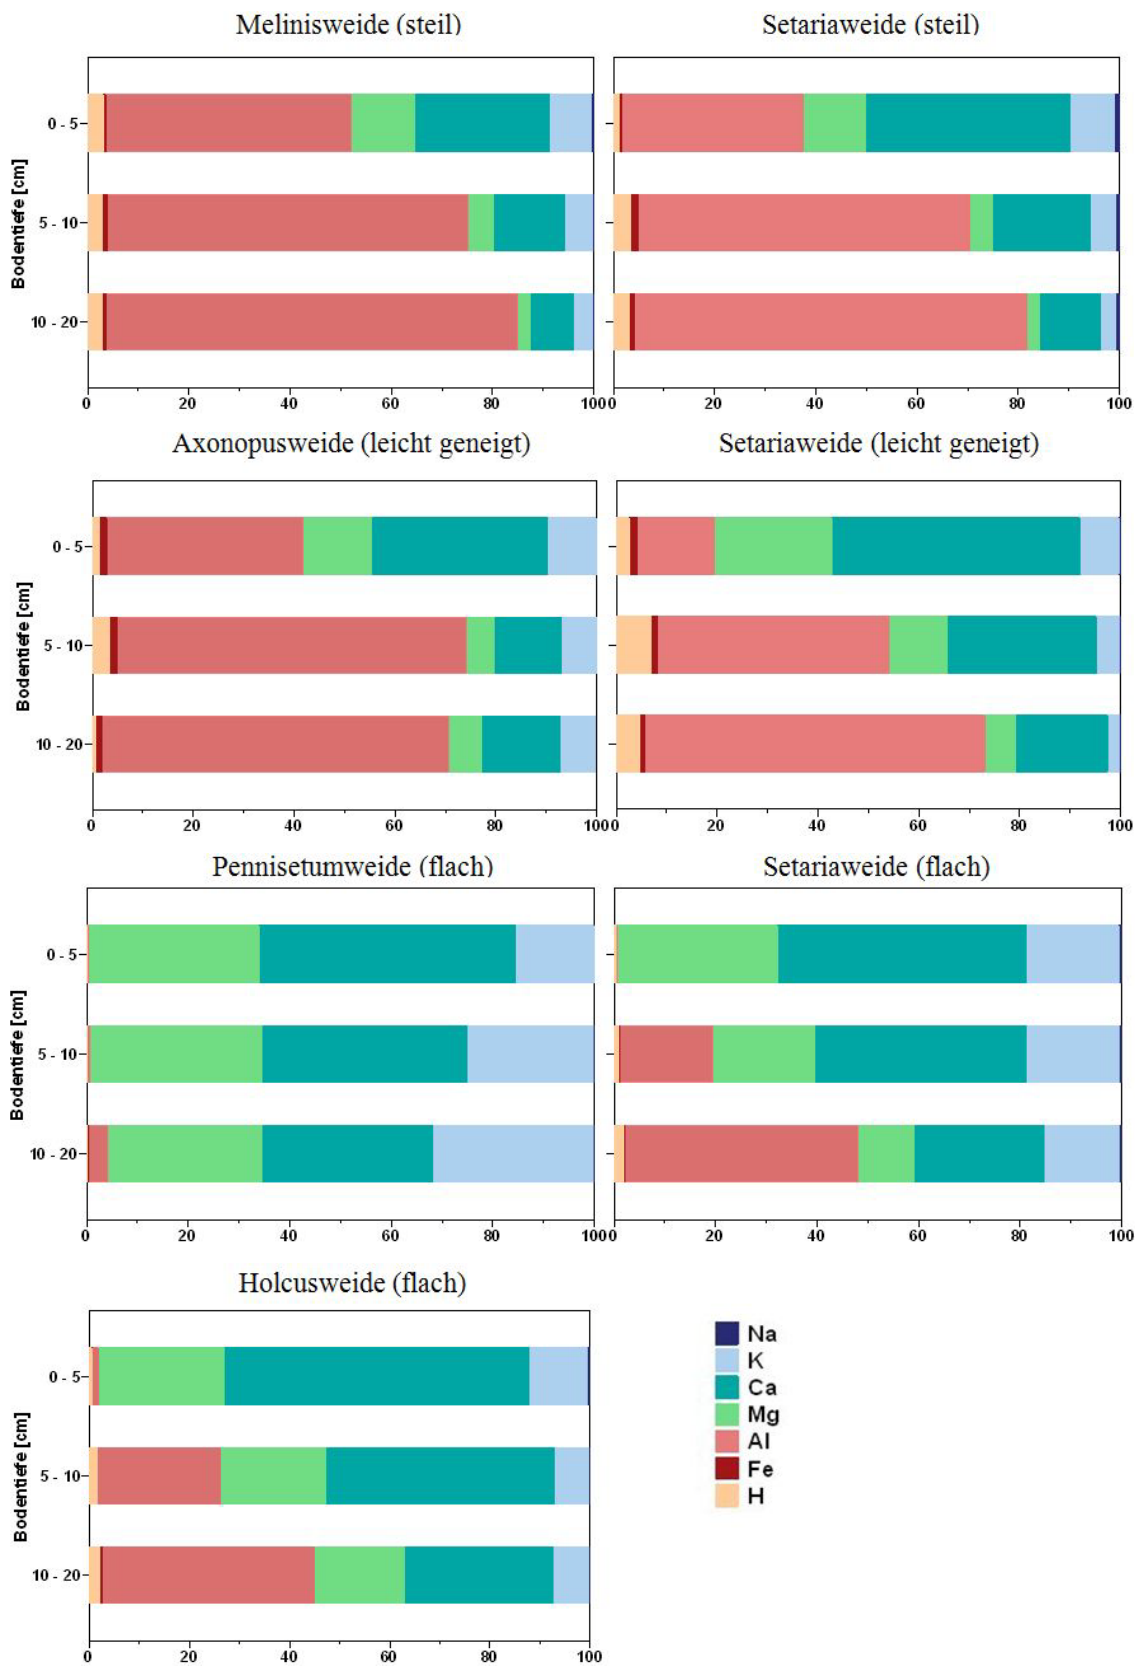 Melinisweide (steil)
Setariaweide (steil)
Bodentiefe [cm]
0 - 5
5 - 10
10 - 20
0 20 40 60 80 100
0 20 40 60 80 100
Axonopusweide (leicht geneigt)
Setariaweide (leicht geneigt)
Bodentiefe [cm]
0 - 5
5 - 10
10 - 20
0 20 40 60 80 100
0 20 40 60 80 100
Pennisetumweide (flach)
Setariaweide (flach)
Bodentiefe [cm]
0 - 5
5 - 10
10 - 20
0 20 40 60 80 100
0 20 40 60 80 100
Holcusweide (flach)
Bodentiefe [cm]
0 - 5
5 - 10
10 - 20
0 20 40 60 80 100
Na
K
Ca
Mg
Al
Fe
H